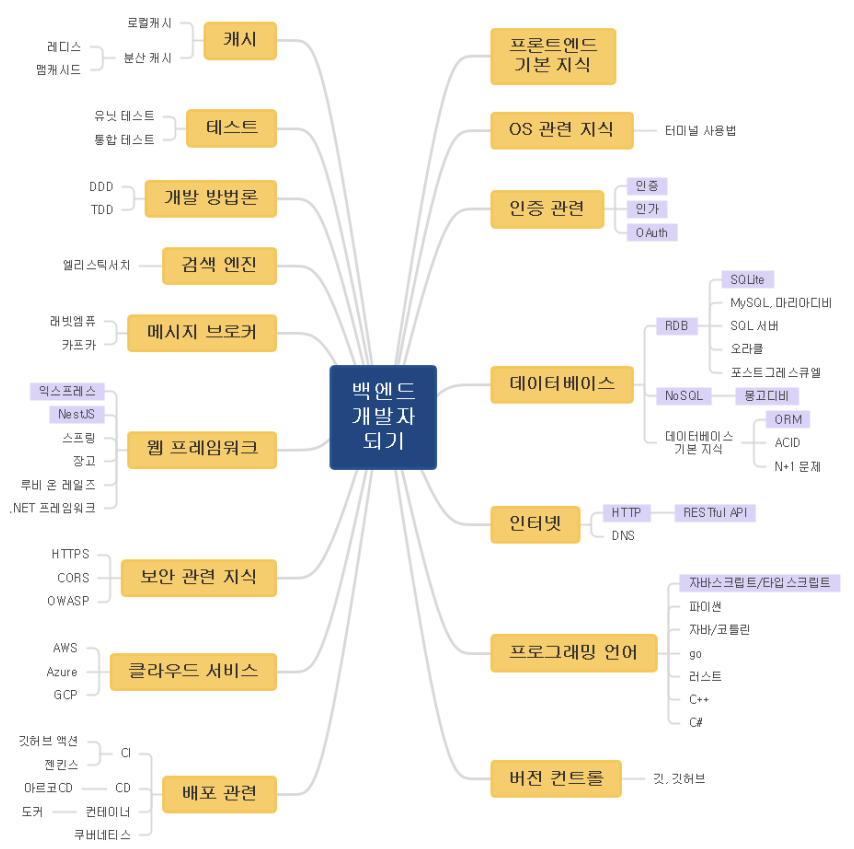 백엔드
개발자
되기
캐시
로컬캐시
분산 캐시
레디스
맴캐시드
테스트
유닛 테스트
통합 테스트
개발 방법론
DDD
TDD
검색 엔진
엘리스틱서치
메시지 브로커
래빗엠큐
카프카
웹 프레임워크
익스프레스
NestJS
스프링
장고
루비 온 레일즈
.NET 프레임워크
보안 관련 지식
HTTPS
CORS
OWASP
클라우드 서비스
AWS
Azure
GCP
배포 관련
CI
깃허브 액션
젠킨스
CD
아르코CD
컨테이너
도커
쿠버네티스
프론트엔드
기본 지식
OS 관련 지식
터미널 사용법
인증 관련
인증
인가
OAuth
데이터베이스
RDB
SQLite
MySQL, 마리아디비
SQL 서버
오라클
포스트그레스큐엘
NoSQL
몽고디비
데이터베이스
기본 지식
ORM
ACID
N+1 문제
인터넷
HTTP
RESTful API
DNS
프로그래밍 언어
자바스크립트/타입스크립트
파이썬
자바/코틀린
go
러스트
C++
C#
버전 컨트롤
깃, 깃허브